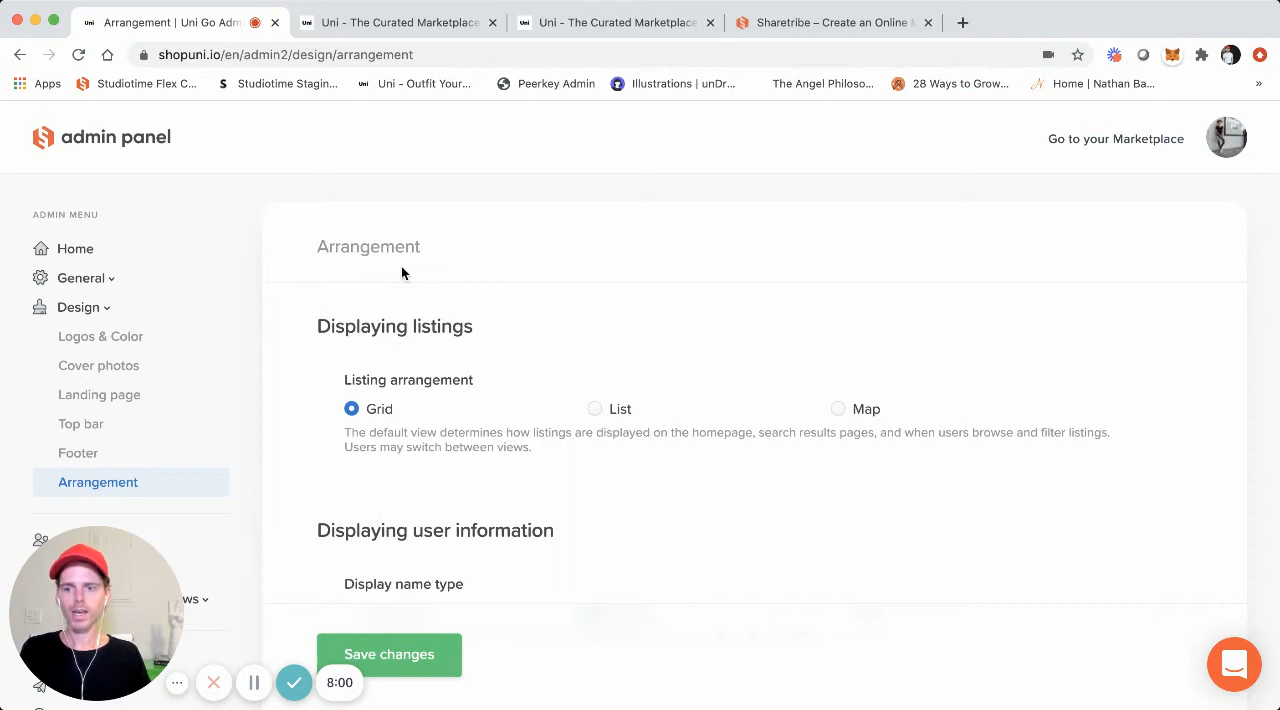 Arrangement | Uni Go Adm
Uni - The Curated Marketplace
Uni - The Curated Marketplace
Sharetribe – Create an Online M
shopuni.io/en/admin2/design/arrangement
Apps
Studiotime Flex C...
Studiotime Staging...
Uni - Outfit Your...
Peerkey Admin
Illustrations | unDr...
The Angel Philoso...
28 Ways to Grow...
Home | Nathan Ba...
»
admin panel
Go to your Marketplace
ADMIN MENU
Home
General
Design
Logos & Color
Cover photos
Landing page
Top bar
Footer
Arrangement
ws
Arrangement
Displaying listings
Listing arrangement
Grid
List
Map
The default view determines how listings are displayed on the homepage, search results pages, and when users browse and filter listings.
Users may switch between views.
Displaying user information
Display name type
Save changes
8:00